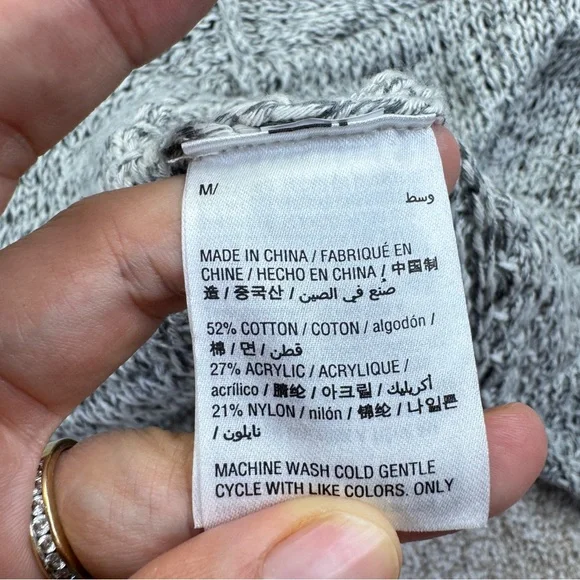 M/ وسط
MADE IN CHINA / FABRIQUÉ EN
CHINE / HECHO EN CHINA / 中国制
造 / 중국산 / صُنع في الصين /
52% COTTON / COTON / algodón /
棉 / 면 / قطن /
27% ACRYLIC / ACRYLIQUE /
acrílico / 腈纶 / 아크릴 / أكريليك /
21% NYLON / nilón / 锦纶 / 나일론
/ نايلون /
MACHINE WASH COLD GENTLE
CYCLE WITH LIKE COLORS. ONLY